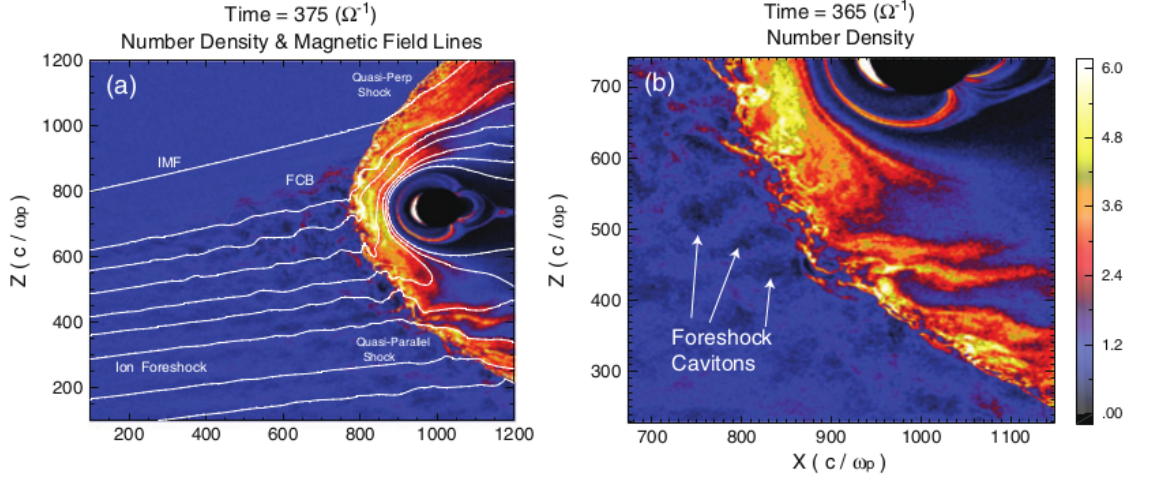 Time = 375 (Ω⁻¹)
Number Density & Magnetic Field Lines
(a)
Quasi-Perp
Shock
IMF
FCB
Quasi-Parallel
Shock
Ion Foreshock
Z ( c / ωp )
1200
1000
800
600
400
200
200 400 600 800 1000 1200
Time = 365 (Ω⁻¹)
Number Density
(b)
Foreshock
Cavitons
Z ( c / ωp )
700
600
500
400
300
700 800 900 1000 1100
X ( c / ωp )
6.0
4.8
3.6
2.4
1.2
.00